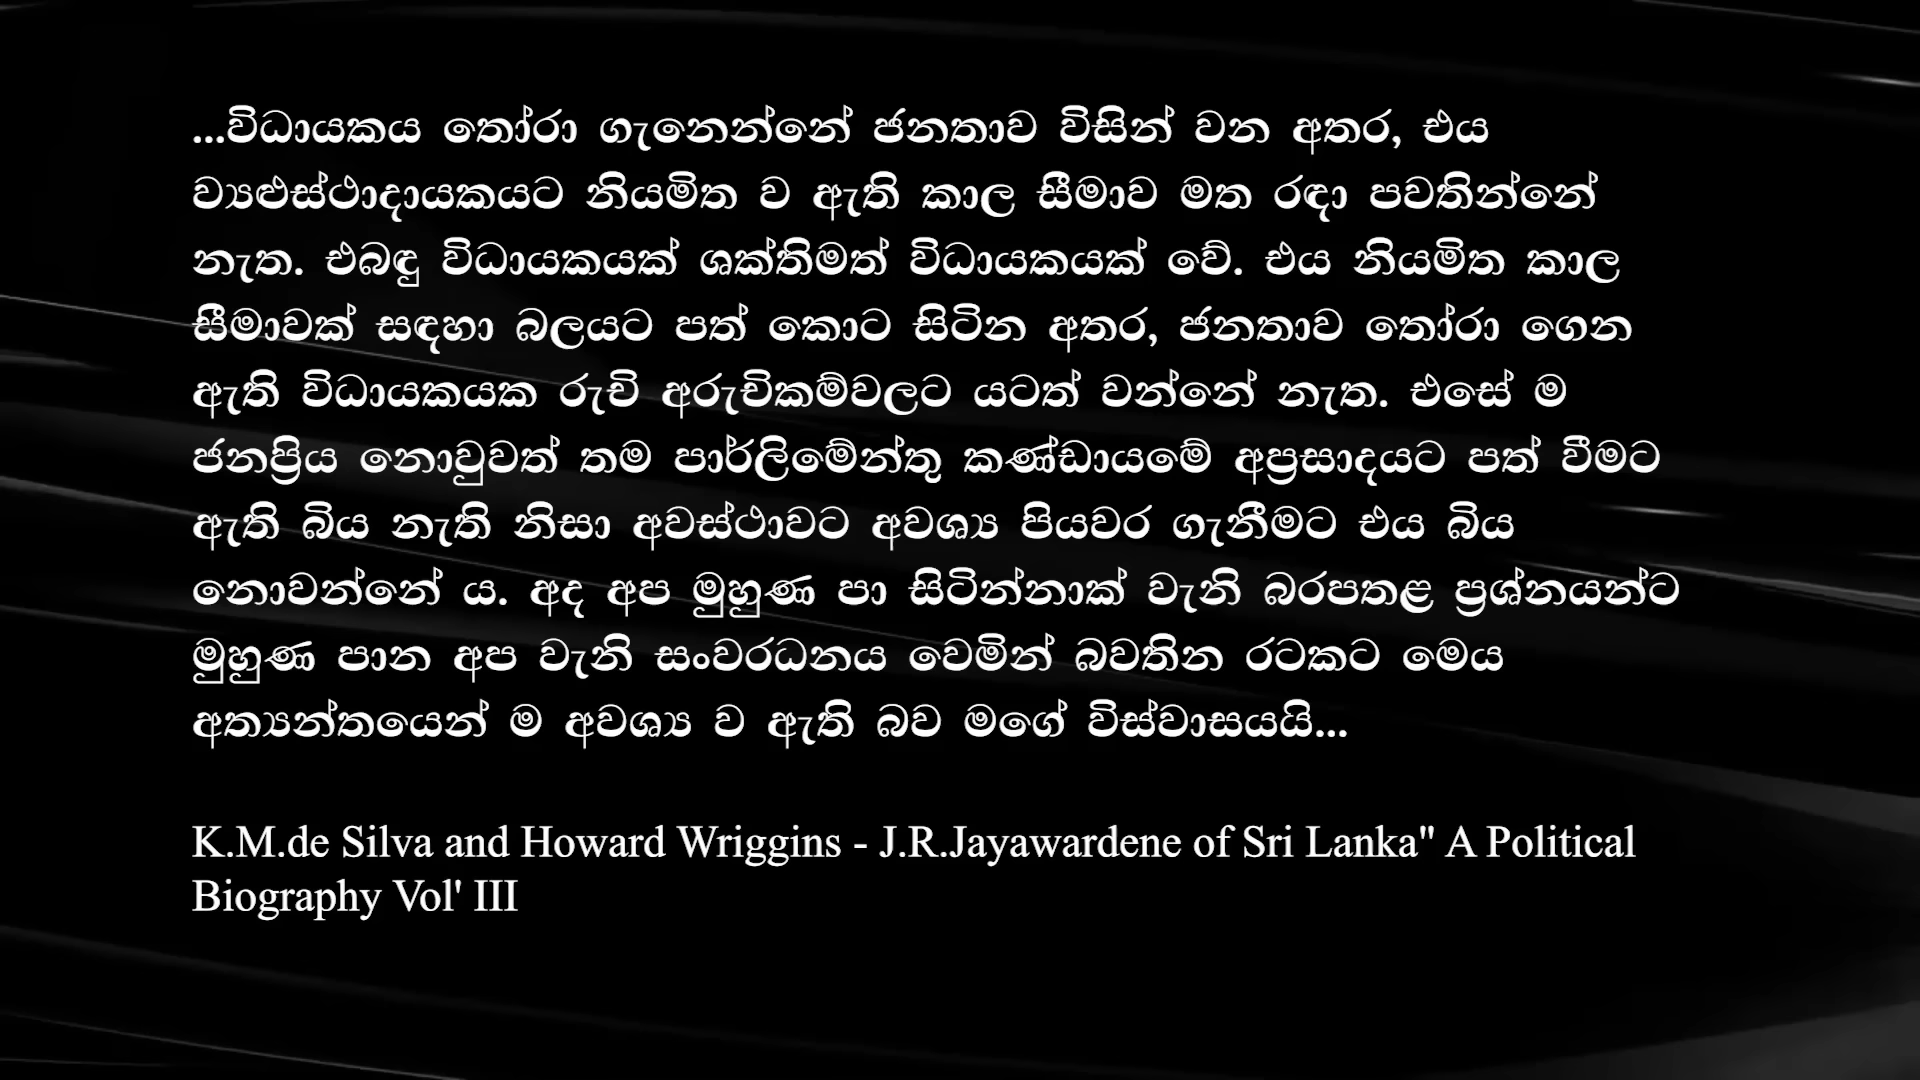 ...විධායකය තෝරා ගැනෙන්නේ ජනතාව විසින් වන අතර, එය
ව්‍යළුස්ථාදායකයට නියමිත ව ඇති කාල සීමාව මත රඳා පවතින්නේ
නැත. එබඳු විධායකයක් ශක්තිමත් විධායකයක් වේ. එය නියමිත කාල
සීමාවක් සඳහා බලයට පත් කොට සිටින අතර, ජනතාව තෝරා ගෙන
ඇති විධායකයක රුචි අරුචිකම්වලට යටත් වන්නේ නැත. එසේ ම
ජනප්‍රිය නොවුවත් තම පාර්ලිමේන්තු කණ්ඩායමේ අප්‍රසාදයට පත් වීමට
ඇති බිය නැති නිසා අවස්ථාවට අවශ්‍ය පියවර ගැනීමට එය බිය
නොවන්නේ ය. අද අප මුහුණ පා සිටින්නාක් වැනි බරපතළ ප්‍රශ්නයන්ට
මුහුණ පාන අප වැනි සංවරධනය වෙමින් බවතින රටකට මෙය
අත්‍යන්තයෙන් ම අවශ්‍ය ව ඇති බව මගේ විස්වාසයයි...
K.M.de Silva and Howard Wriggins - J.R.Jayawardene of Sri Lanka" A Political
Biography Vol' III